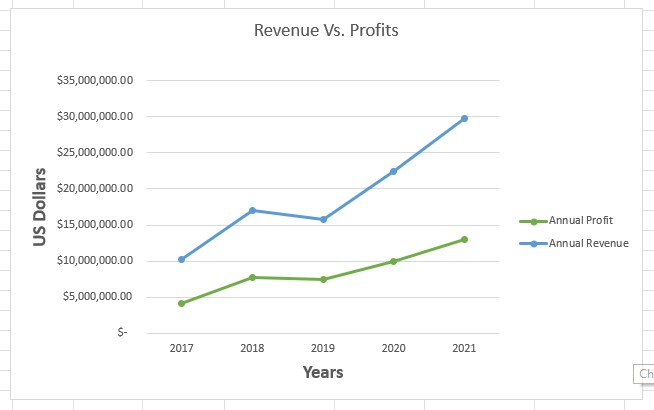 Revenue Vs. Profits
$35,000,000.00
$30,000,000.00
$25,000,000.00
$20,000,000.00
$15,000,000.00
$10,000,000.00
$5,000,000.00
$-
US Dollars
2017 2018 2019 2020 2021
Years
Annual Profit
Annual Revenue
Ch